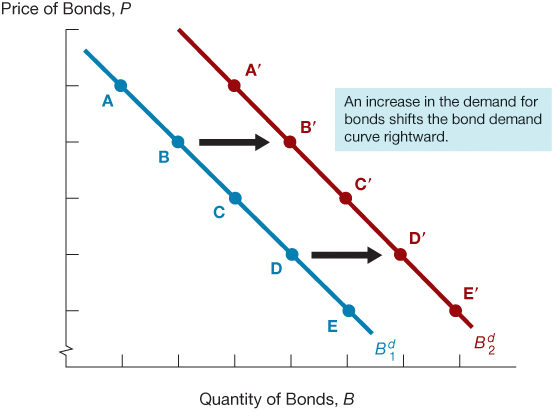 Price of Bonds, P
A
B
C
D
E
A′
B′
C′
D′
E′
An increase in the demand for
bonds shifts the bond demand
curve rightward.
B₁ᵈ
B₂ᵈ
Quantity of Bonds, B